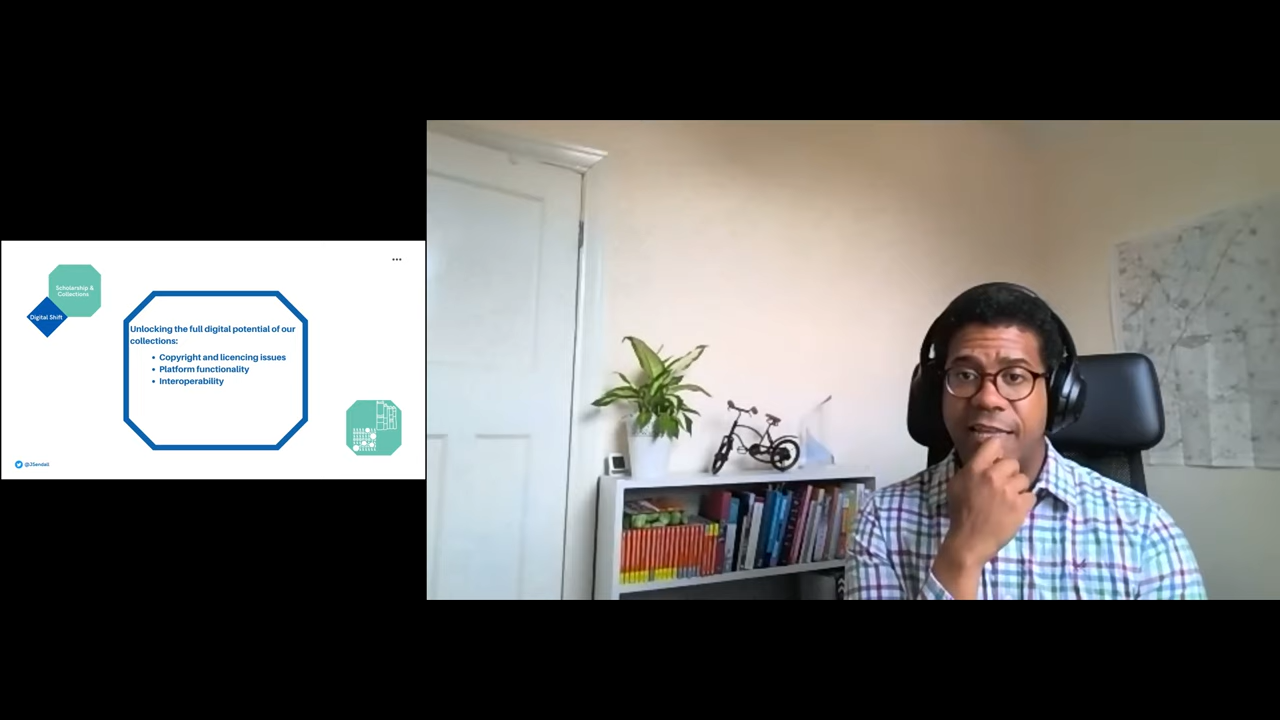 Scholarship &
Collections
Digital Shift
Unlocking the full digital potential of our
collections:
• Copyright and licencing issues
• Platform functionality
• Interoperability
@JSendall